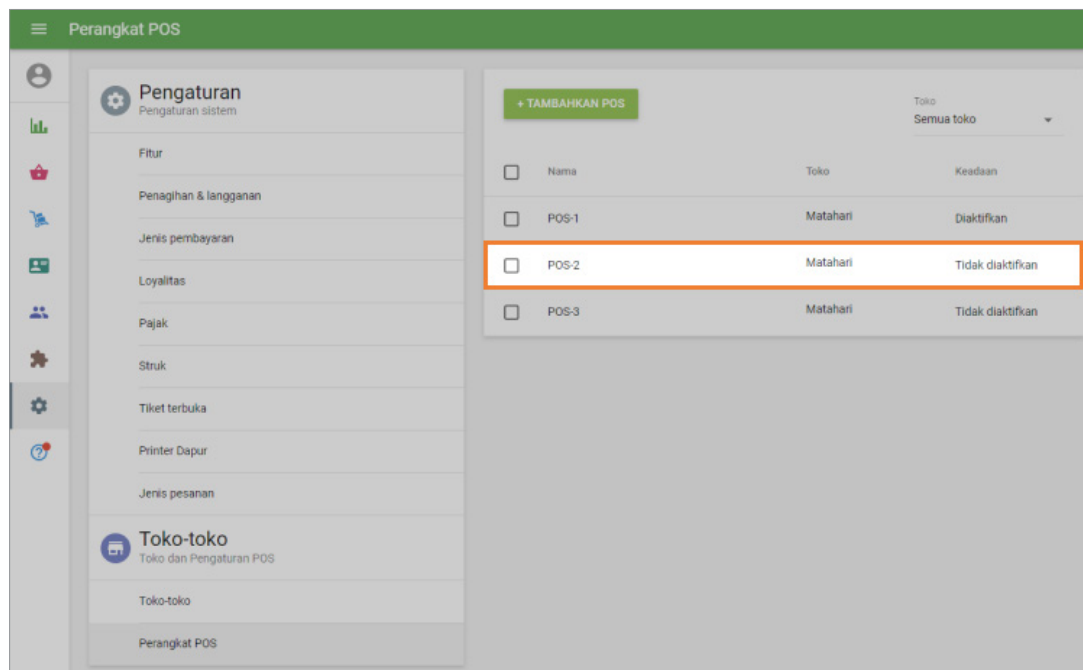 Perangkat POS
Pengaturan
Pengaturan sistem
Fitur
Penagihan & langganan
Jenis pembayaran
Loyalitas
Pajak
Struk
Tiket terbuka
Printer Dapur
Jenis pesanan
Toko-toko
Toko dan Pengaturan POS
Toko-toko
Perangkat POS
+ TAMBAHKAN POS
Toko
Semua toko
Nama Toko Keadaan
POS-1 Matahari Diaktifkan
POS-2 Matahari Tidak diaktifkan
POS-3 Matahari Tidak diaktifkan